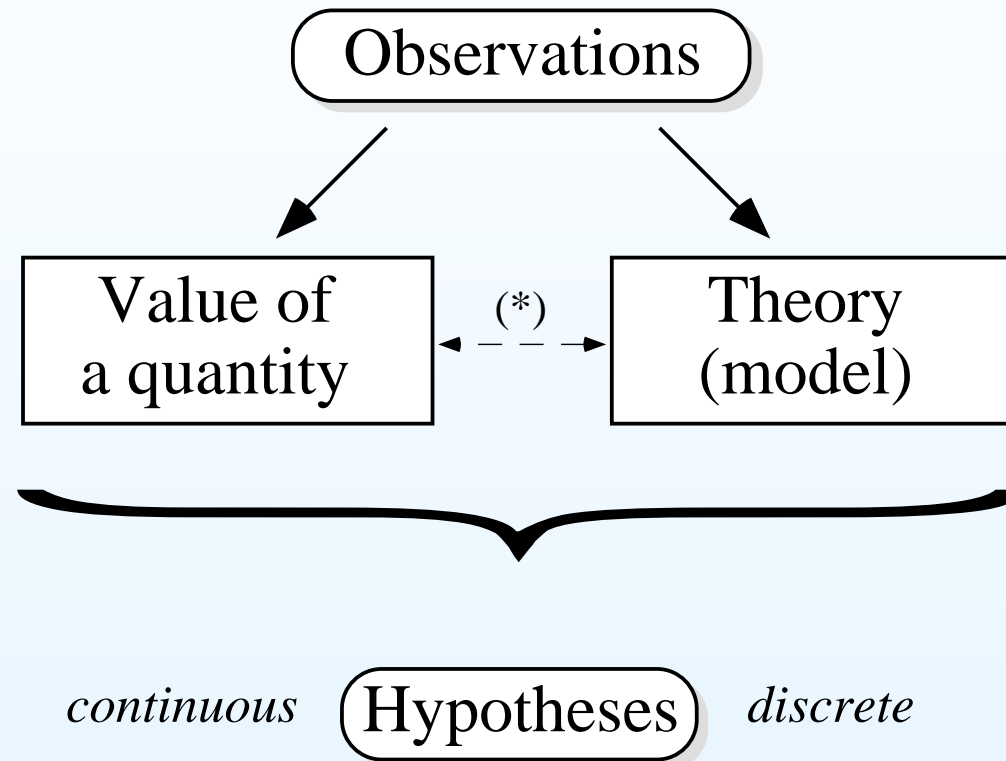 Observations
Value of
a quantity
(*)
Theory
(model)
continuous
Hypotheses
discrete